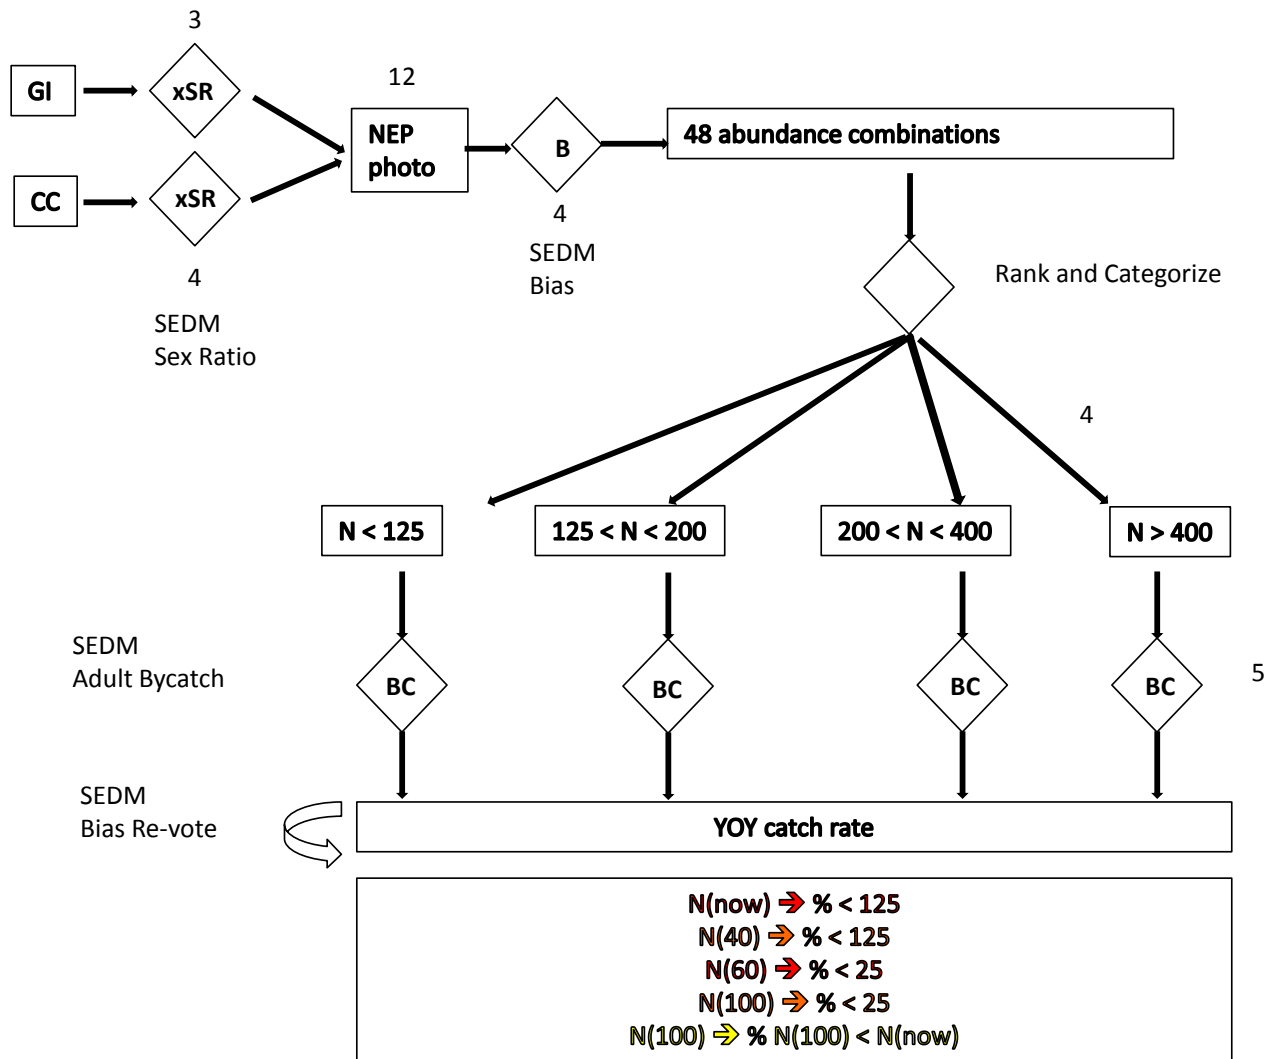 3
GI
xSR
12
NEP
photo
B
48 abundance combinations
CC
xSR
4
SEDM
Sex Ratio
4
SEDM
Bias
Rank and Categorize
4
N < 125
125 < N < 200
200 < N < 400
N > 400
SEDM
Adult Bycatch
BC
BC
BC
BC
5
SEDM
Bias Re-vote
YOY catch rate
N(now) ➔ % < 125
N(40) ➔ % < 125
N(60) ➔ % < 25
N(100) ➔ % < 25
N(100) ➔ % N(100) < N(now)